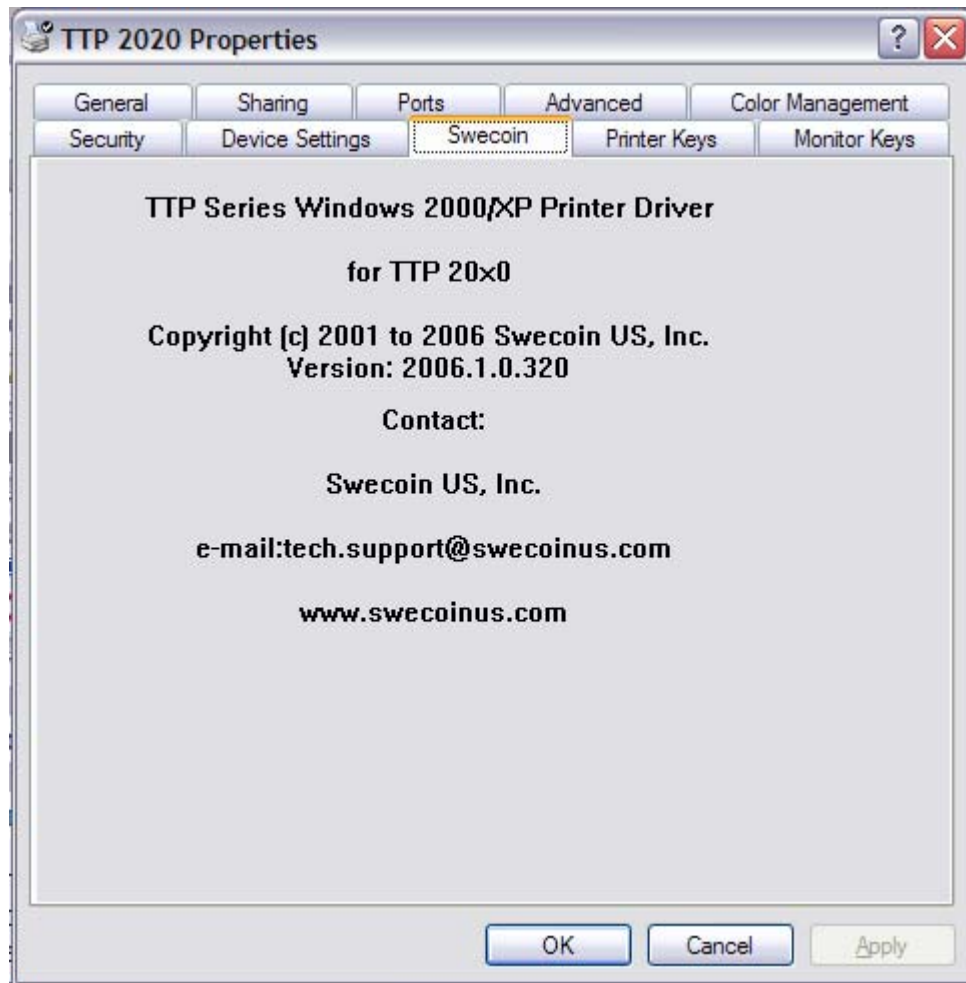 TTP 2020 Properties
General Sharing Ports Advanced Color Management
Security Device Settings Swecoin Printer Keys Monitor Keys
TTP Series Windows 2000/XP Printer Driver
for TTP 20x0
Copyright (c) 2001 to 2006 Swecoin US, Inc.
Version: 2006.1.0.320
Contact:
Swecoin US, Inc.
e-mail:tech.support@swecoinus.com
www.swecoinus.com
OK Cancel Apply